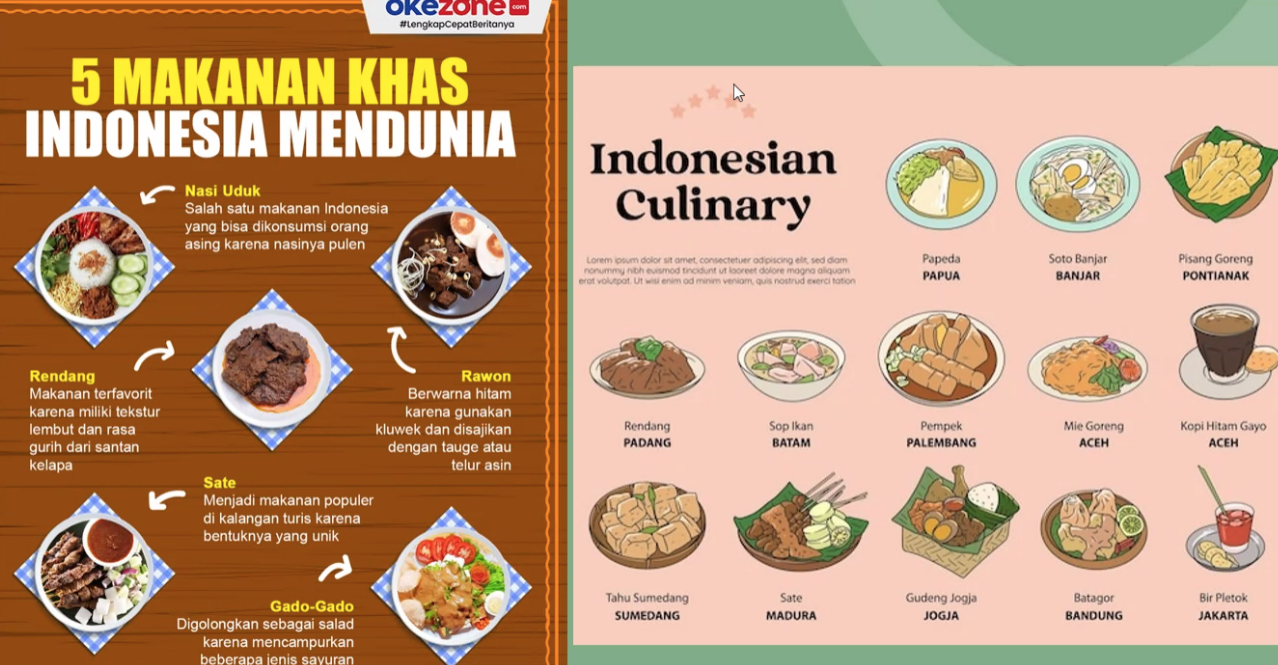 okezone.com
#LengkapCepatBeritanya
5 MAKANAN KHAS
INDONESIA MENDUNIA
Nasi Uduk
Salah satu makanan Indonesia
yang bisa dikonsumsi orang
asing karena nasinya pulen
Rendang
Makanan terfavorit
karena miliki tekstur
lembut dan rasa
gurih dari santan
kelapa
Rawon
Berwarna hitam
karena gunakan
kluwek dan disajikan
dengan tauge atau
telur asin
Sate
Menjadi makanan populer
di kalangan turis karena
bentuknya yang unik
Gado-Gado
Digolongkan sebagai salad
karena mencampurkan
beberapa jenis sayuran
Indonesian
Culinary
Lorem ipsum dolor sit amet, consectetuer adipiscing elit, sed diam
nonummy nibh euismod tincidunt ut laoreet dolore magna aliquam
erat volutpat. Ut wisi enim ad minim veniam, quis nostrud exerci tation
Papeda
PAPUA
Soto Banjar
BANJAR
Pisang Goreng
PONTIANAK
Rendang
PADANG
Sop Ikan
BATAM
Pempek
PALEMBANG
Mie Goreng
ACEH
Kopi Hitam Gayo
ACEH
Tahu Sumedang
SUMEDANG
Sate
MADURA
Gudeng Jogja
JOGJA
Batagor
BANDUNG
Bir Pletok
JAKARTA